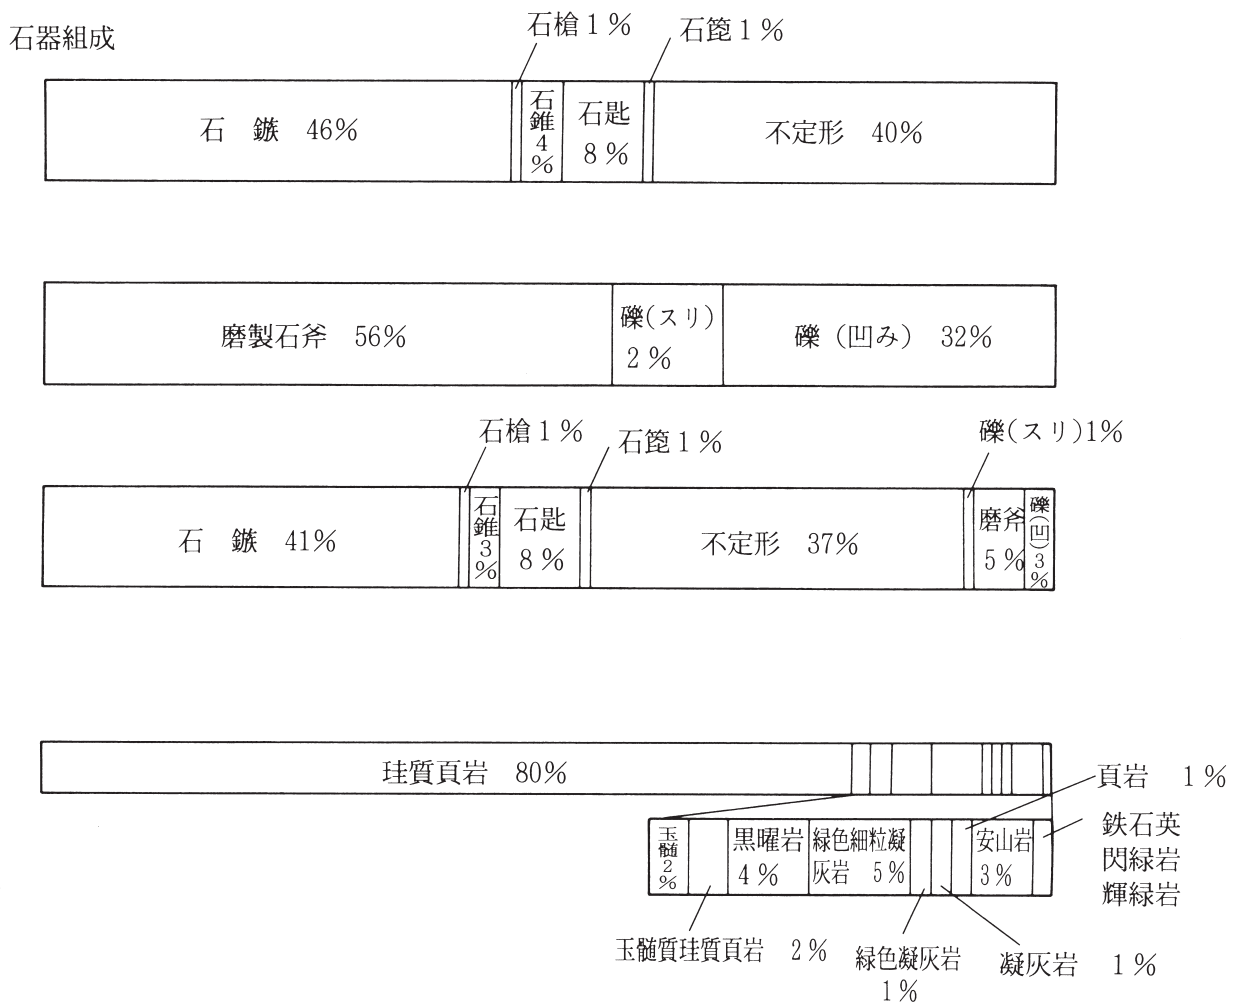 石器組成
石槍1% 石箆1%
石 鏃 46% 石錐4% 石匙 8% 不定形 40%
磨製石斧 56% 礫(スリ) 2% 礫(凹み) 32%
石槍1% 石箆1% 礫(スリ)1%
石 鏃 41% 石錐3% 石匙 8% 不定形 37% 磨斧 5% 礫(凹)3%
珪質頁岩 80%
頁岩 1%
玉髄2% 黒曜岩 4% 緑色細粒凝灰岩 5% 安山岩 3%
鉄石英
閃緑岩
輝緑岩
玉髄質珪質頁岩 2% 緑色凝灰岩 1% 凝灰岩 1%